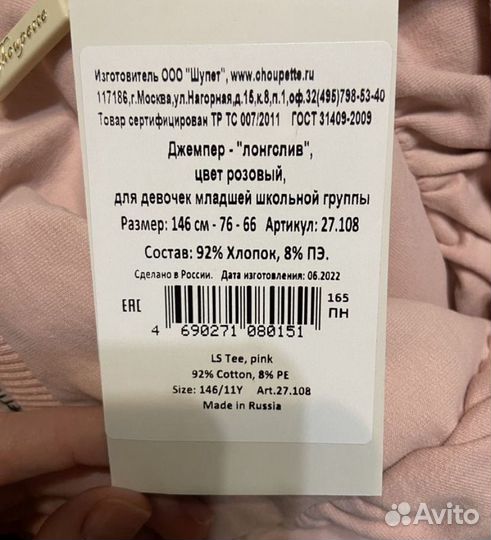 Choupette
Изготовитель ООО "Шупет", www.choupette.ru
117186,г.Москва,ул.Нагорная,д.15,к.8,п.1,оф.32(495)798-53-40
Товар сертифицирован ТР ТС 007/2011 ГОСТ 31409-2009
Джемпер - "лонголив",
цвет розовый,
для девочек младшей школьной группы
Размер: 146 см - 76 - 66 Артикул: 27.108
Состав: 92% Хлопок, 8% ПЭ.
Сделано в России. Дата изготовления: 06.2022
EAC
165
ПН
4 690271 080151
LS Tee, pink
92% Cotton, 8% PE
Size: 146/11Y Art.27.108
Made in Russia
Avito